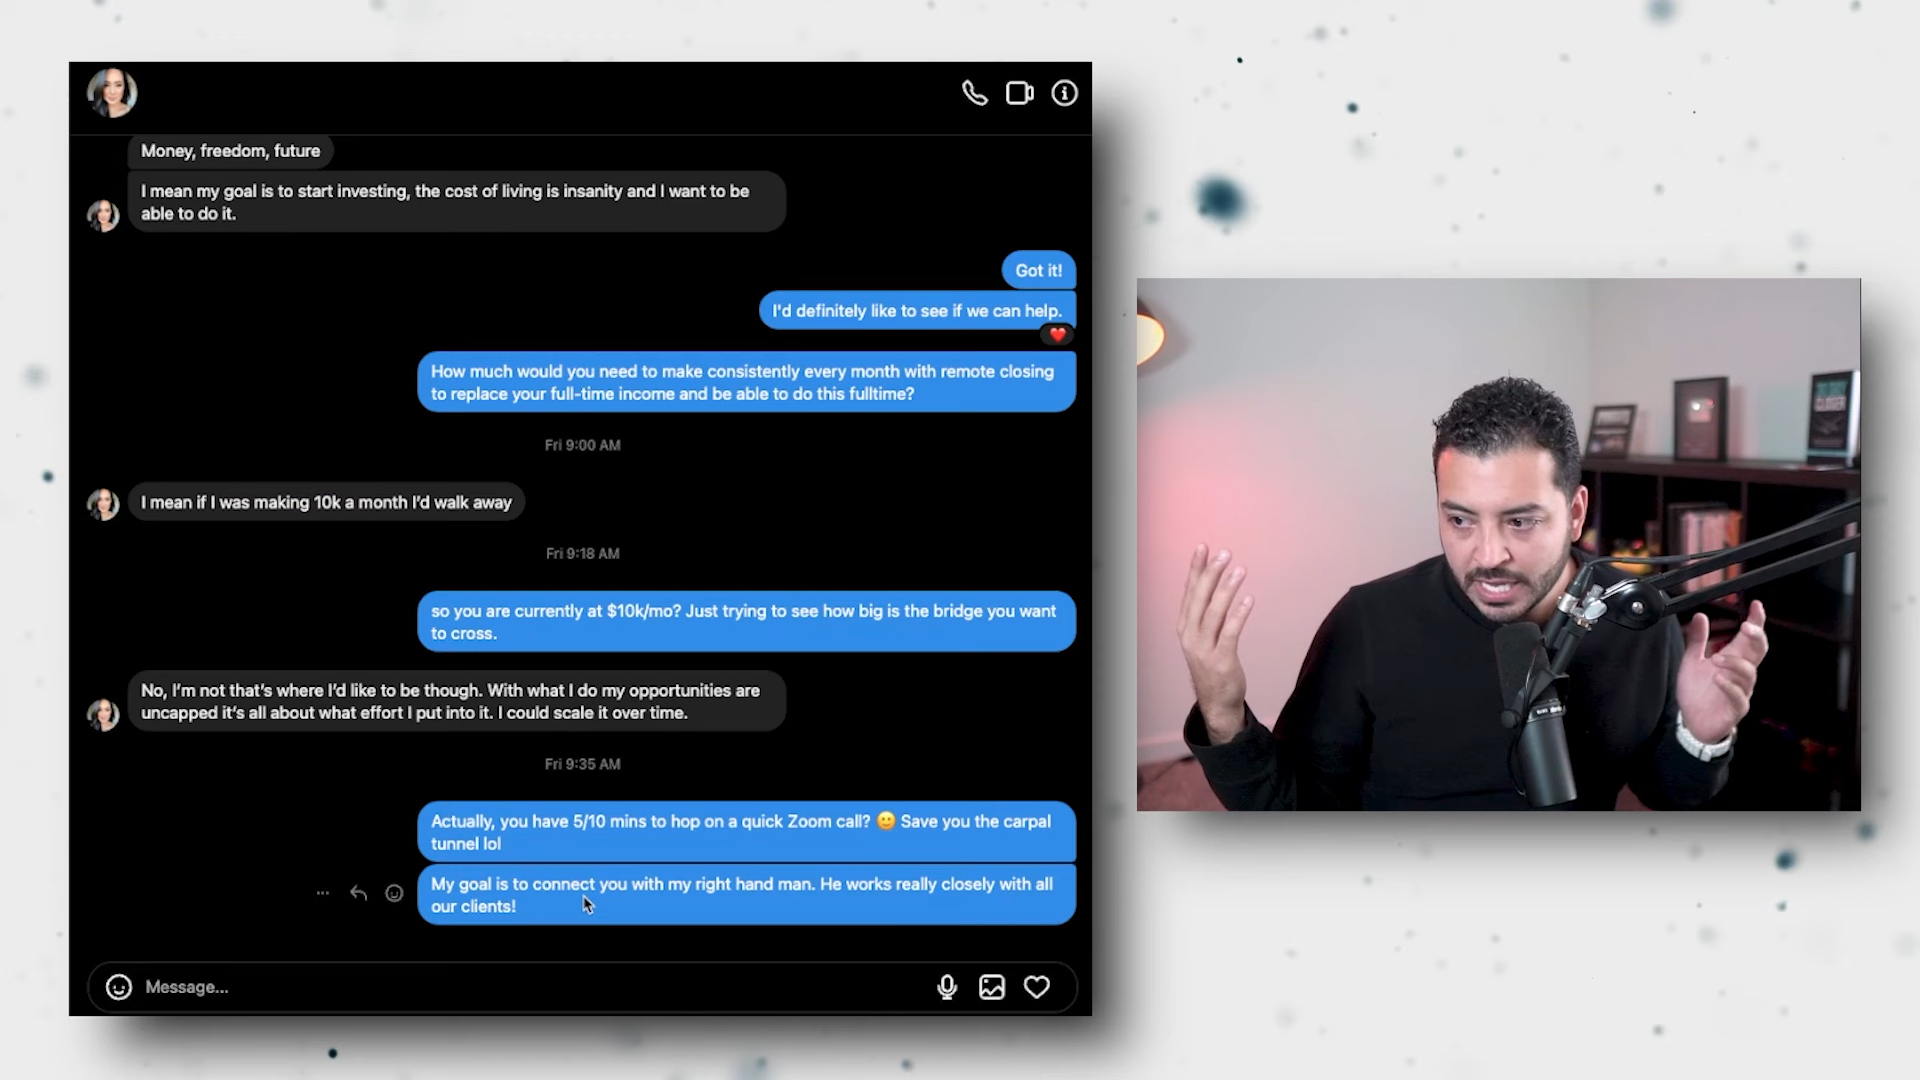 Money, freedom, future
I mean my goal is to start investing, the cost of living is insanity and I want to be
able to do it.
Got it!
I'd definitely like to see if we can help.
How much would you need to make consistently every month with remote closing
to replace your full-time income and be able to do this fulltime?
Fri 9:00 AM
I mean if I was making 10k a month I'd walk away
Fri 9:18 AM
so you are currently at $10k/mo? Just trying to see how big is the bridge you want
to cross.
No, I'm not that's where I'd like to be though. With what I do my opportunities are
uncapped it's all about what effort I put into it. I could scale it over time.
Fri 9:35 AM
Actually, you have 5/10 mins to hop on a quick Zoom call? 🙂 Save you the carpal
tunnel lol
My goal is to connect you with my right hand man. He works really closely with all
our clients!
Message...